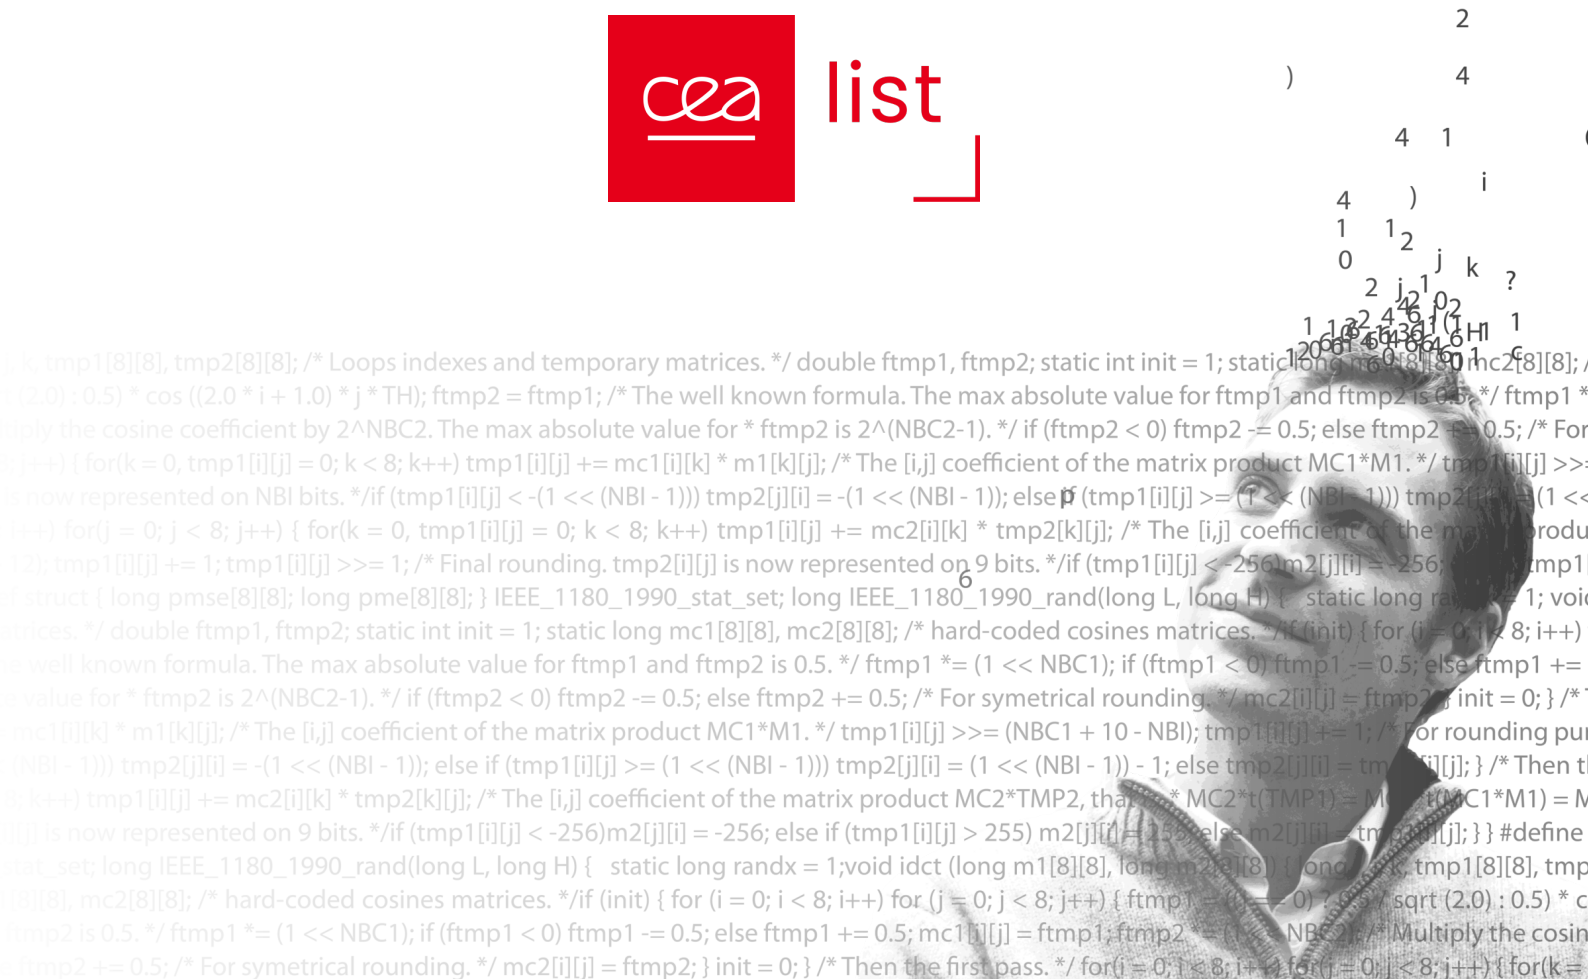 cea list
j, k, tmp1[8][8], tmp2[8][8]; /* Loops indexes and temporary matrices. */ double ftmp1, ftmp2; static int init = 1; static long mc1[8][8], mc2[8][8];
(2.0) : 0.5) * cos ((2.0 * i + 1.0) * j * TH); ftmp2 = ftmp1; /* The well known formula. The max absolute value for ftmp1 and ftmp2 is 0.5. */ ftmp1 *
the cosine coefficient by 2^NBC2. The max absolute value for * ftmp2 is 2^(NBC2-1). */ if (ftmp2 < 0) ftmp2 -= 0.5; else ftmp2 += 0.5; /* For
j++) { for(k = 0, tmp1[i][j] = 0; k < 8; k++) tmp1[i][j] += mc1[i][k] * m1[k][j]; /* The [i,j] coefficient of the matrix product MC1*M1. */ tmp1[i][j] >>=
is now represented on NBI bits. */if (tmp1[i][j] < -(1 << (NBI - 1))) tmp2[j][i] = -(1 << (NBI - 1)); else if (tmp1[i][j] >= (1 << (NBI - 1))) tmp2[j][i] = (1 <<
i++) for(j = 0; j < 8; j++) { for(k = 0, tmp1[i][j] = 0; k < 8; k++) tmp1[i][j] += mc2[i][k] * tmp2[k][j]; /* The [i,j] coefficient of the matrix produ
12); tmp1[i][j] += 1; tmp1[i][j] >>= 1; /* Final rounding. tmp2[i][j] is now represented on 9 bits. */if (tmp1[i][j] < -256)m2[j][i] = -256; tmp1[
struct { long pmse[8][8]; long pme[8][8]; } IEEE_1180_1990_stat_set; long IEEE_1180_1990_rand(long L, long H) { static long 1; void
matrices. */ double ftmp1, ftmp2; static int init = 1; static long mc1[8][8], mc2[8][8]; /* hard-coded cosines matrices. */if (init) { for (i = 0; i < 8; i++)
well known formula. The max absolute value for ftmp1 and ftmp2 is 0.5. */ ftmp1 *= (1 << NBC1); if (ftmp1 < 0) ftmp1 -= 0.5; else ftmp1 +=
value for * ftmp2 is 2^(NBC2-1). */ if (ftmp2 < 0) ftmp2 -= 0.5; else ftmp2 += 0.5; /* For symetrical rounding. */ mc2[i][j] = ftmp2; } init = 0; } /*
mc1[i][k] * m1[k][j]; /* The [i,j] coefficient of the matrix product MC1*M1. */ tmp1[i][j] >>= (NBC1 + 10 - NBI); tmp1[i][j] += 1; /* For rounding pur
(NBI - 1))) tmp2[j][i] = -(1 << (NBI - 1)); else if (tmp1[i][j] >= (1 << (NBI - 1))) tmp2[j][i] = (1 << (NBI - 1)) - 1; else tmp2[j][i] = tmp1[i][j]; } /* Then t
k++) tmp1[i][j] += mc2[i][k] * tmp2[k][j]; /* The [i,j] coefficient of the matrix product MC2*TMP2, that is, * MC2*t(TMP1) = MC2*t(MC1*M1) = M
is now represented on 9 bits. */if (tmp1[i][j] < -256)m2[j][i] = -256; else if (tmp1[i][j] > 255) m2[j][i] = 255; else m2[j][i] = tmp1[i][j]; } } #define
stat_set; long IEEE_1180_1990_rand(long L, long H) { static long randx = 1;void idct (long m1[8][8], long m2[8][8]) { long i, j, k, tmp1[8][8], tmp
[8][8], mc2[8][8]; /* hard-coded cosines matrices. */if (init) { for (i = 0; i < 8; i++) for (j = 0; j < 8; j++) { ftmp1 = ((i == 0) ? 0.5 / sqrt (2.0) : 0.5) * c
ftmp2 is 0.5. */ ftmp1 *= (1 << NBC1); if (ftmp1 < 0) ftmp1 -= 0.5; else ftmp1 += 0.5; mc1[i][j] = ftmp1; ftmp2 *= (1 << NBC2); /* Multiply the cosin
ftmp2 += 0.5; /* For symetrical rounding. */ mc2[i][j] = ftmp2; } init = 0; } /* Then the first pass. */ for(i = 0; i < 8; i++) for(j = 0; j < 8; j++) { for(k =